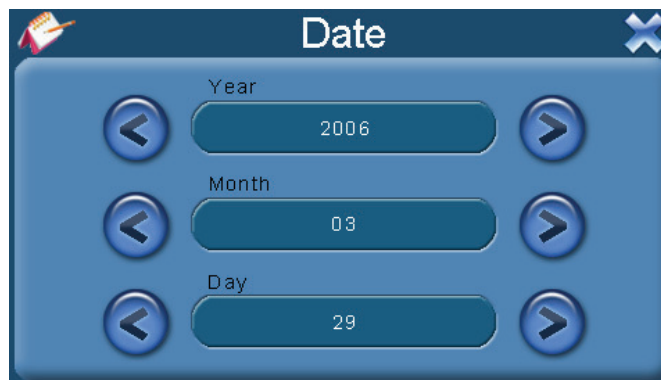 Date
Year
< 2006 >
Month
< 03 >
Day
< 29 >